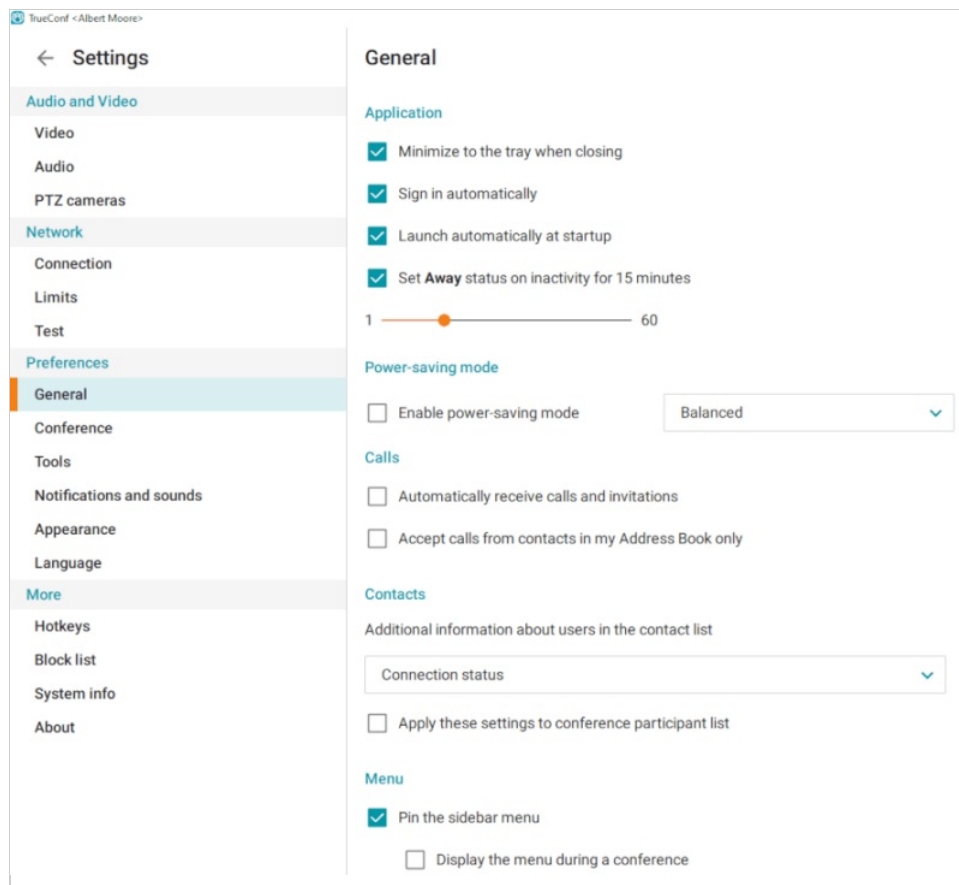 TrueConf <Albert Moore>
Settings
Audio and Video
Video
Audio
PTZ cameras
Network
Connection
Limits
Test
Preferences
General
Conference
Tools
Notifications and sounds
Appearance
Language
More
Hotkeys
Block list
System info
About
General
Application
Minimize to the tray when closing
Sign in automatically
Launch automatically at startup
Set Away status on inactivity for 15 minutes
1 60
Power-saving mode
Enable power-saving mode Balanced
Calls
Automatically receive calls and invitations
Accept calls from contacts in my Address Book only
Contacts
Additional information about users in the contact list
Connection status
Apply these settings to conference participant list
Menu
Pin the sidebar menu
Display the menu during a conference